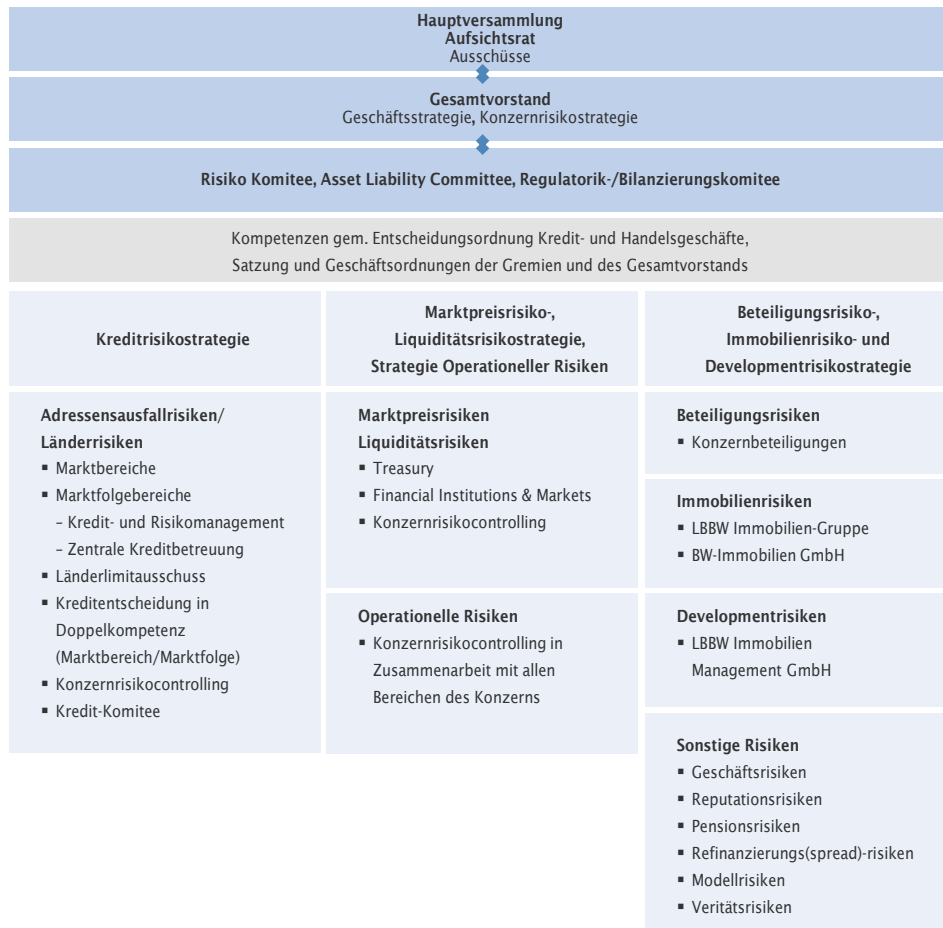 Hauptversammlung
Aufsichtsrat
Ausschüsse
Gesamtvorstand
Geschäftsstrategie, Konzernrisikostrategie
Risiko Komitee, Asset Liability Committee, Regulatorik-/Bilanzierungskomitee
Kompetenzen gem. Entscheidungsordnung Kredit- und Handelsgeschäfte,
Satzung und Geschäftsordnungen der Gremien und des Gesamtvorstands
Kreditrisikostrategie
Marktpreisrisiko-,
Liquiditätsrisikostrategie,
Strategie Operationeller Risiken
Beteiligungsrisiko-,
Immobilienrisiko- und
Developmentrisikostrategie
Adressensausfallrisiken/
Länderrisiken
▪ Marktbereiche
▪ Marktfolgebereiche
– Kredit- und Risikomanagement
– Zentrale Kreditbetreuung
▪ Länderlimitausschuss
▪ Kreditentscheidung in
Doppelkompetenz
(Marktbereich/Marktfolge)
▪ Konzernrisikocontrolling
▪ Kredit-Komitee
Marktpreisrisiken
Liquiditätsrisiken
▪ Treasury
▪ Financial Institutions & Markets
▪ Konzernrisikocontrolling
Operationelle Risiken
▪ Konzernrisikocontrolling in
Zusammenarbeit mit allen
Bereichen des Konzerns
Beteiligungsrisiken
▪ Konzernbeteiligungen
Immobilienrisiken
▪ LBBW Immobilien-Gruppe
▪ BW-Immobilien GmbH
Developmentrisiken
▪ LBBW Immobilien
Management GmbH
Sonstige Risiken
▪ Geschäftsrisiken
▪ Reputationsrisiken
▪ Pensionsrisiken
▪ Refinanzierungs(spread)-risiken
▪ Modellrisiken
▪ Veritätsrisiken